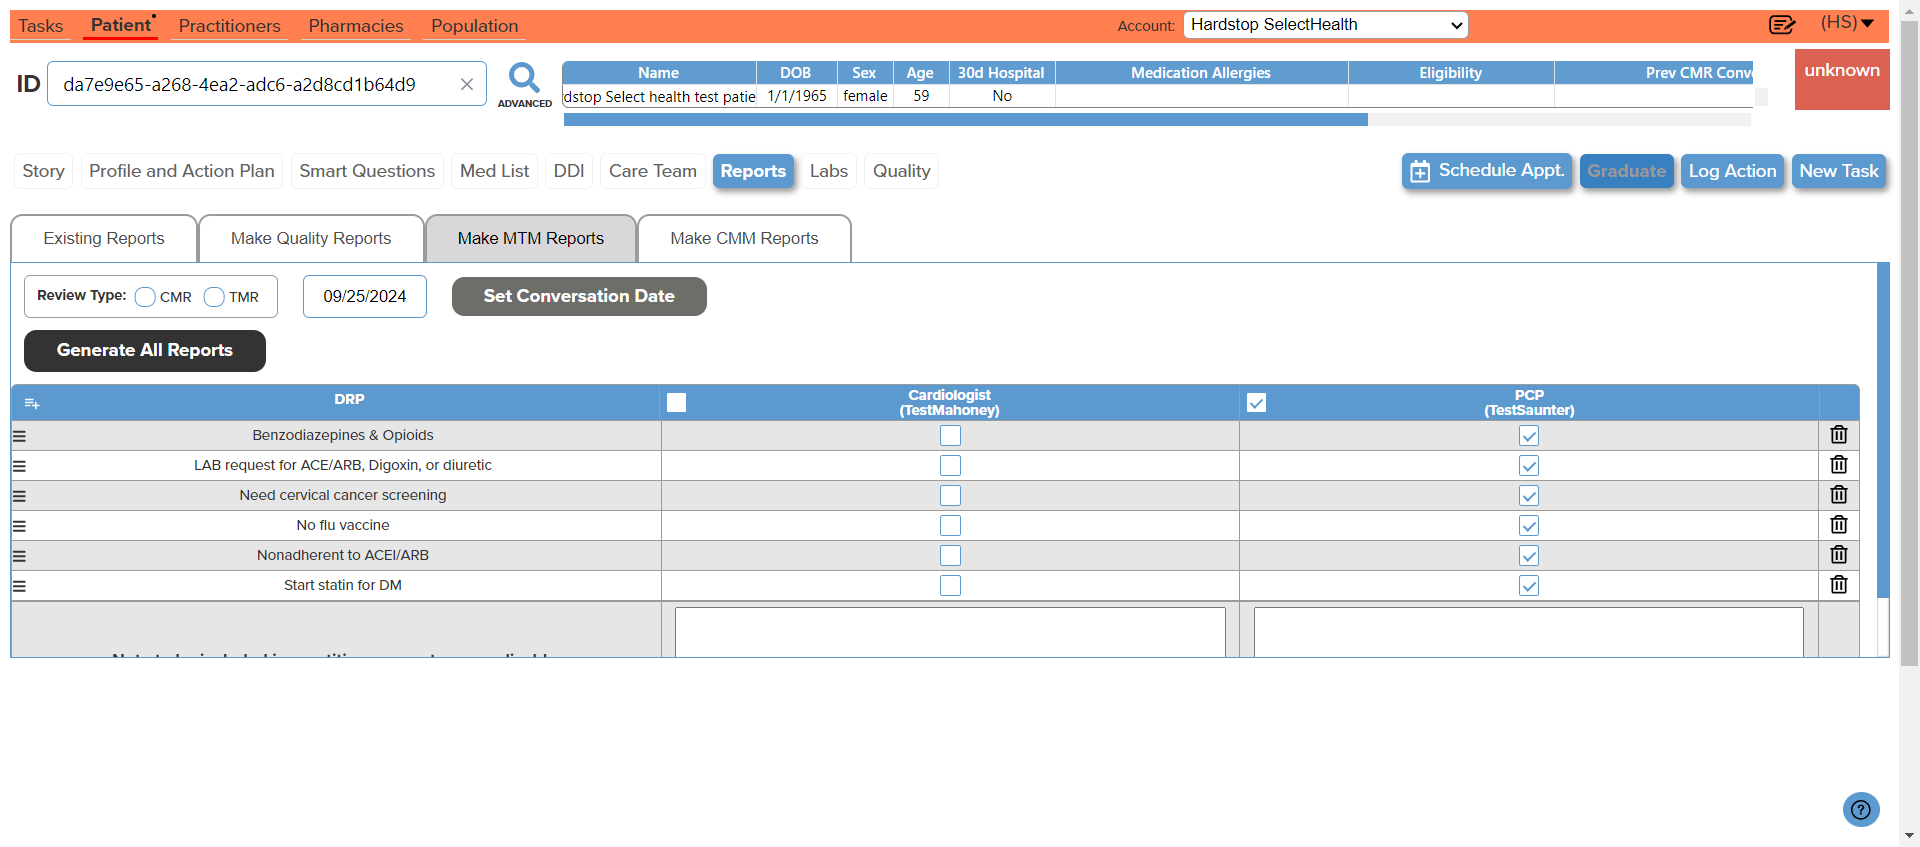 Tasks Patient Practitioners Pharmacies Population Account: Hardstop SelectHealth (HS)
ID da7e9e65-a268-4ea2-adc6-a2d8cd1b64d9 ADVANCED
Name DOB Sex Age 30d Hospital Medication Allergies Eligibility Prev CMR
Select health test 1/1/1965 female 59 No
unknown
Story Profile and Action Plan Smart Questions Med List DDI Care Team Reports Labs Quality Schedule Appt. Graduate Log Action New Task
Existing Reports Make Quality Reports Make MTM Reports Make CMM Reports
Review Type: CMR TMR 09/25/2024 Set Conversation Date
Generate All Reports
DRP Cardiologist PCP
(TestMahoney) (TestSaunter)
Benzodiazepines & Opioids
LAB request for ACE/ARB, Digoxin, or diuretic
Need cervical cancer screening
No flu vaccine
Nonadherent to ACEI/ARB
Start statin for DM